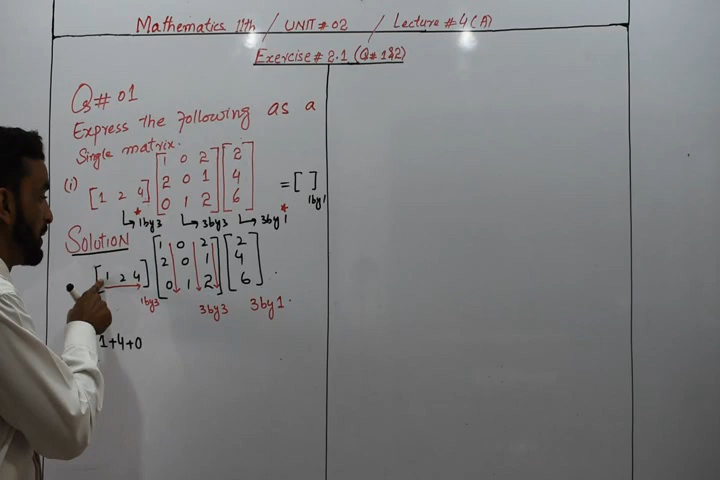 Mathematics 11th / UNIT # 02 / Lecture # 4 (A)
Exercise # 2.1 (Q# 1&2)
Q# 01
Express the following as a
Single matrix.
(i) [1 2 4] [1 0 2 2 0 1 0 1 2] [2 4 6] = [ ] 1by1
1by3 3by3 3by1
Solution
[1 2 4] [1 0 2 2 0 1 0 1 2] [2 4 6]
1by3 3by3 3by1.
1+4+0